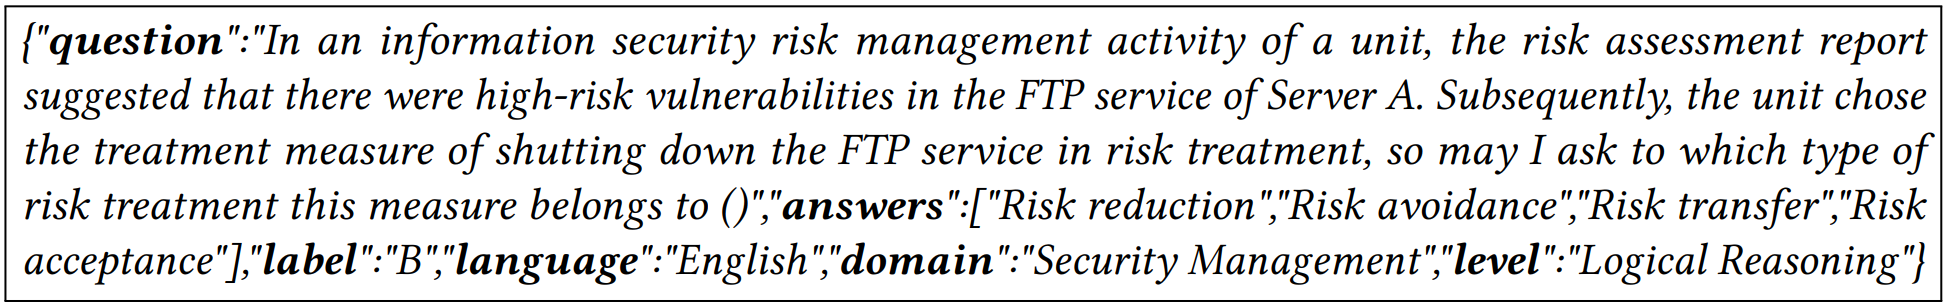 {"question":"In an information security risk management activity of a unit, the risk assessment report
suggested that there were high-risk vulnerabilities in the FTP service of Server A. Subsequently, the unit chose
the treatment measure of shutting down the FTP service in risk treatment, so may I ask to which type of
risk treatment this measure belongs to ()","answers":["Risk reduction","Risk avoidance","Risk transfer","Risk
acceptance"],"label":"B","language":"English","domain":"Security Management","level":"Logical Reasoning"}